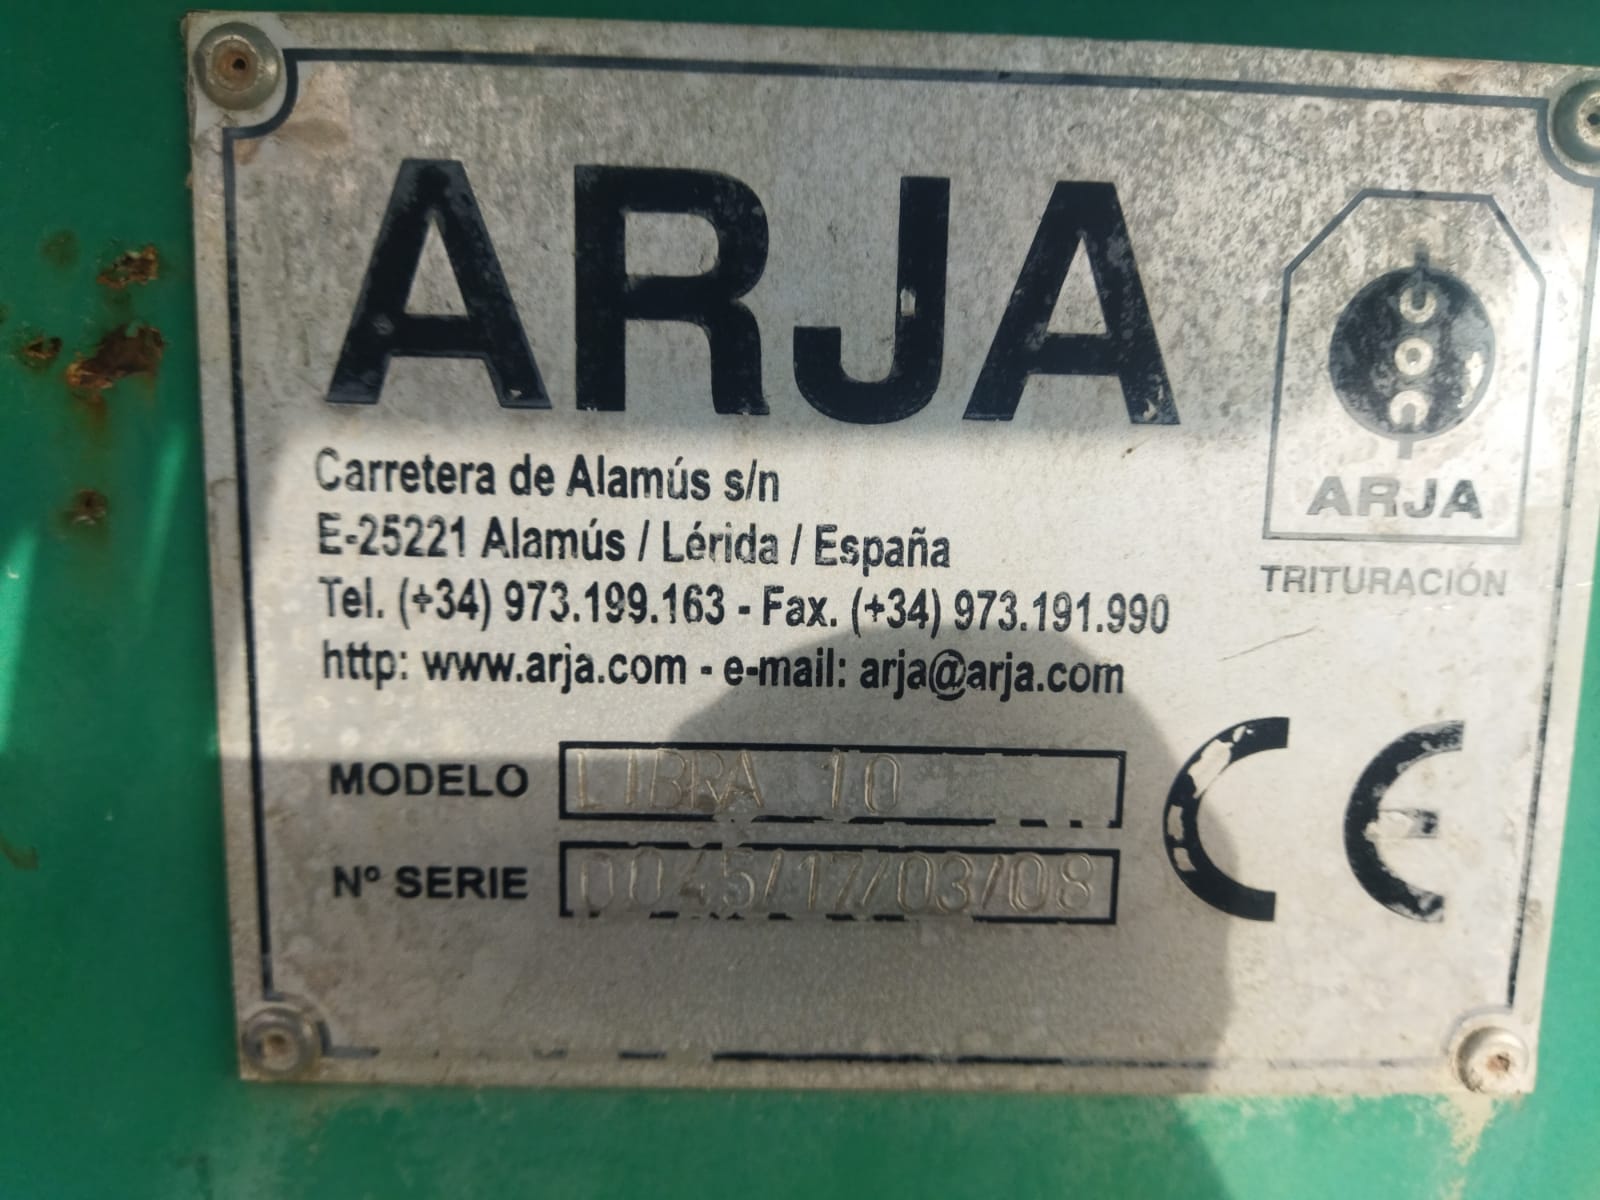 ARJA
ARJA
TRITURACIÓN
Carretera de Alamús s/n
E-25221 Alamús / Lérida / España
Tel. (+34) 973.199.163 - Fax. (+34) 973.191.990
http: www.arja.com - e-mail: arja@arja.com
MODELO LIBRA 10
Nº SERIE 0045/17/03/08
CE